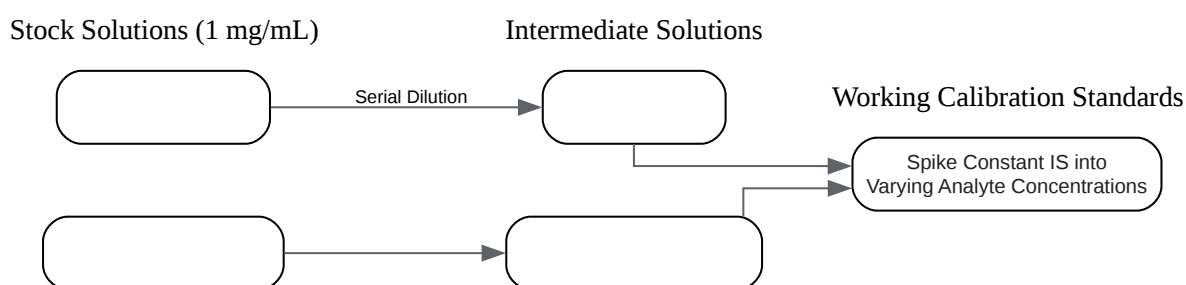 Stock Solutions (1 mg/mL)
Intermediate Solutions
Serial Dilution
Working Calibration Standards
Spike Constant IS into
Varying Analyte Concentrations